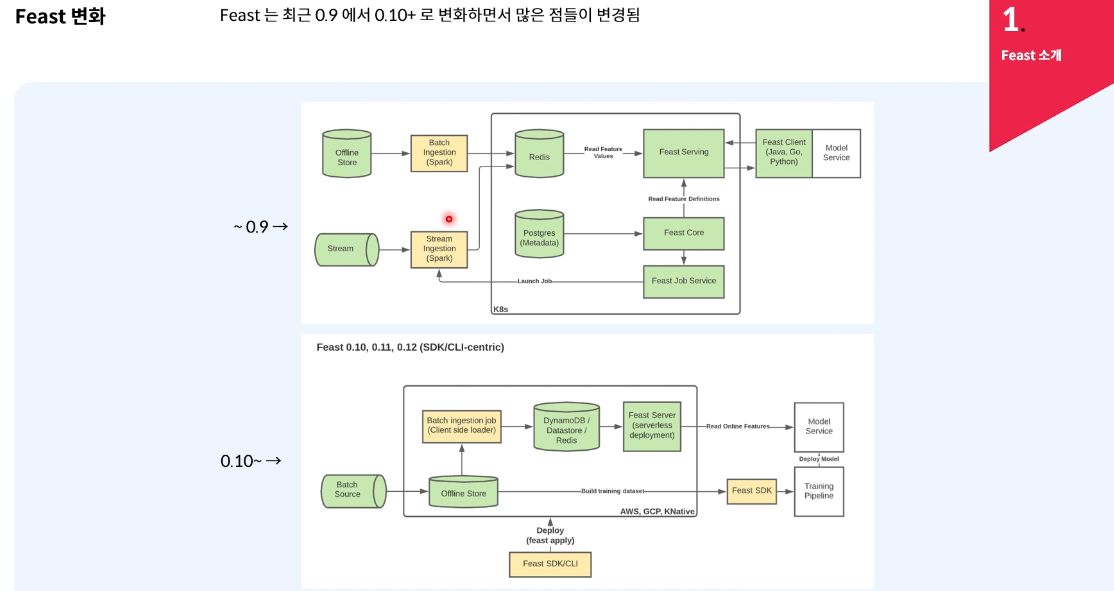 Feast 변화
Feast 는 최근 0.9 에서 0.10+ 로 변화하면서 많은 점들이 변경됨
1.
Feast 소개
~ 0.9 →
Offline
Store
Batch
Ingestion
(Spark)
Redis
Read Feature
Values
Feast Serving
Feast Client
(Java, Go,
Python)
Model
Service
Read Feature Definitions
Stream
Stream
Ingestion
(Spark)
Postgres
(Metadata)
Feast Core
Launch Job
Feast Job Service
K8s
0.10~ →
Feast 0.10, 0.11, 0.12 (SDK/CLI-centric)
Batch ingestion job
(Client side loader)
DynamoDB /
Datastore /
Redis
Feast Server
(serverless
deployment)
Read Online Features
Model
Service
Deploy Model
Batch
Source
Offline Store
Build training dataset
Feast SDK
Training
Pipeline
AWS, GCP, KNative
Deploy
(feast apply)
Feast SDK/CLI